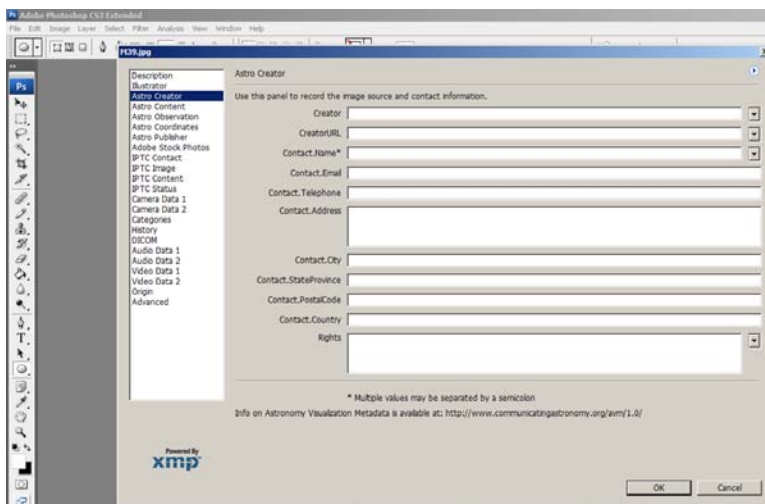 Adobe Photoshop CS3 Extended
File Edit Image Layer Select Filter Analysis View Window Help
M39.jpg
Ps
Description
Illustrator
Astro Creator
Astro Content
Astro Observation
Astro Coordinates
Astro Publisher
Adobe Stock Photos
IPTC Contact
IPTC Image
IPTC Content
IPTC Status
Camera Data 1
Camera Data 2
Categories
History
DICOM
Audio Data 1
Audio Data 2
Video Data 1
Video Data 2
Origin
Advanced
Astro Creator
Use this panel to record the image source and contact information.
Creator
CreatorURL
Contact.Name*
Contact.Email
Contact.Telephone
Contact.Address
Contact.City
Contact.StateProvince
Contact.PostalCode
Contact.Country
Rights
* Multiple values may be separated by a semicolon
Info on Astronomy Visualization Metadata is available at: http://www.communicatingastronomy.org/avm/1.0/
Powered By
xmp
OK Cancel